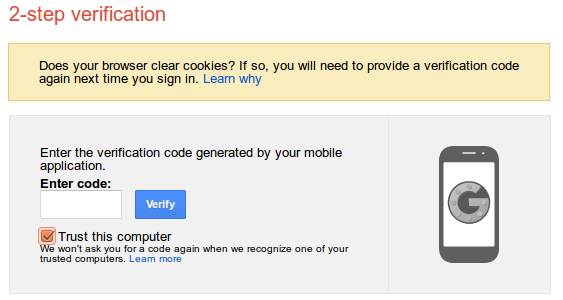 2-step verification
Does your browser clear cookies? If so, you will need to provide a verification code
again next time you sign in. Learn why
Enter the verification code generated by your mobile
application.
Enter code:
Verify
Trust this computer
We won't ask you for a code again when we recognize one of your
trusted computers. Learn more
G